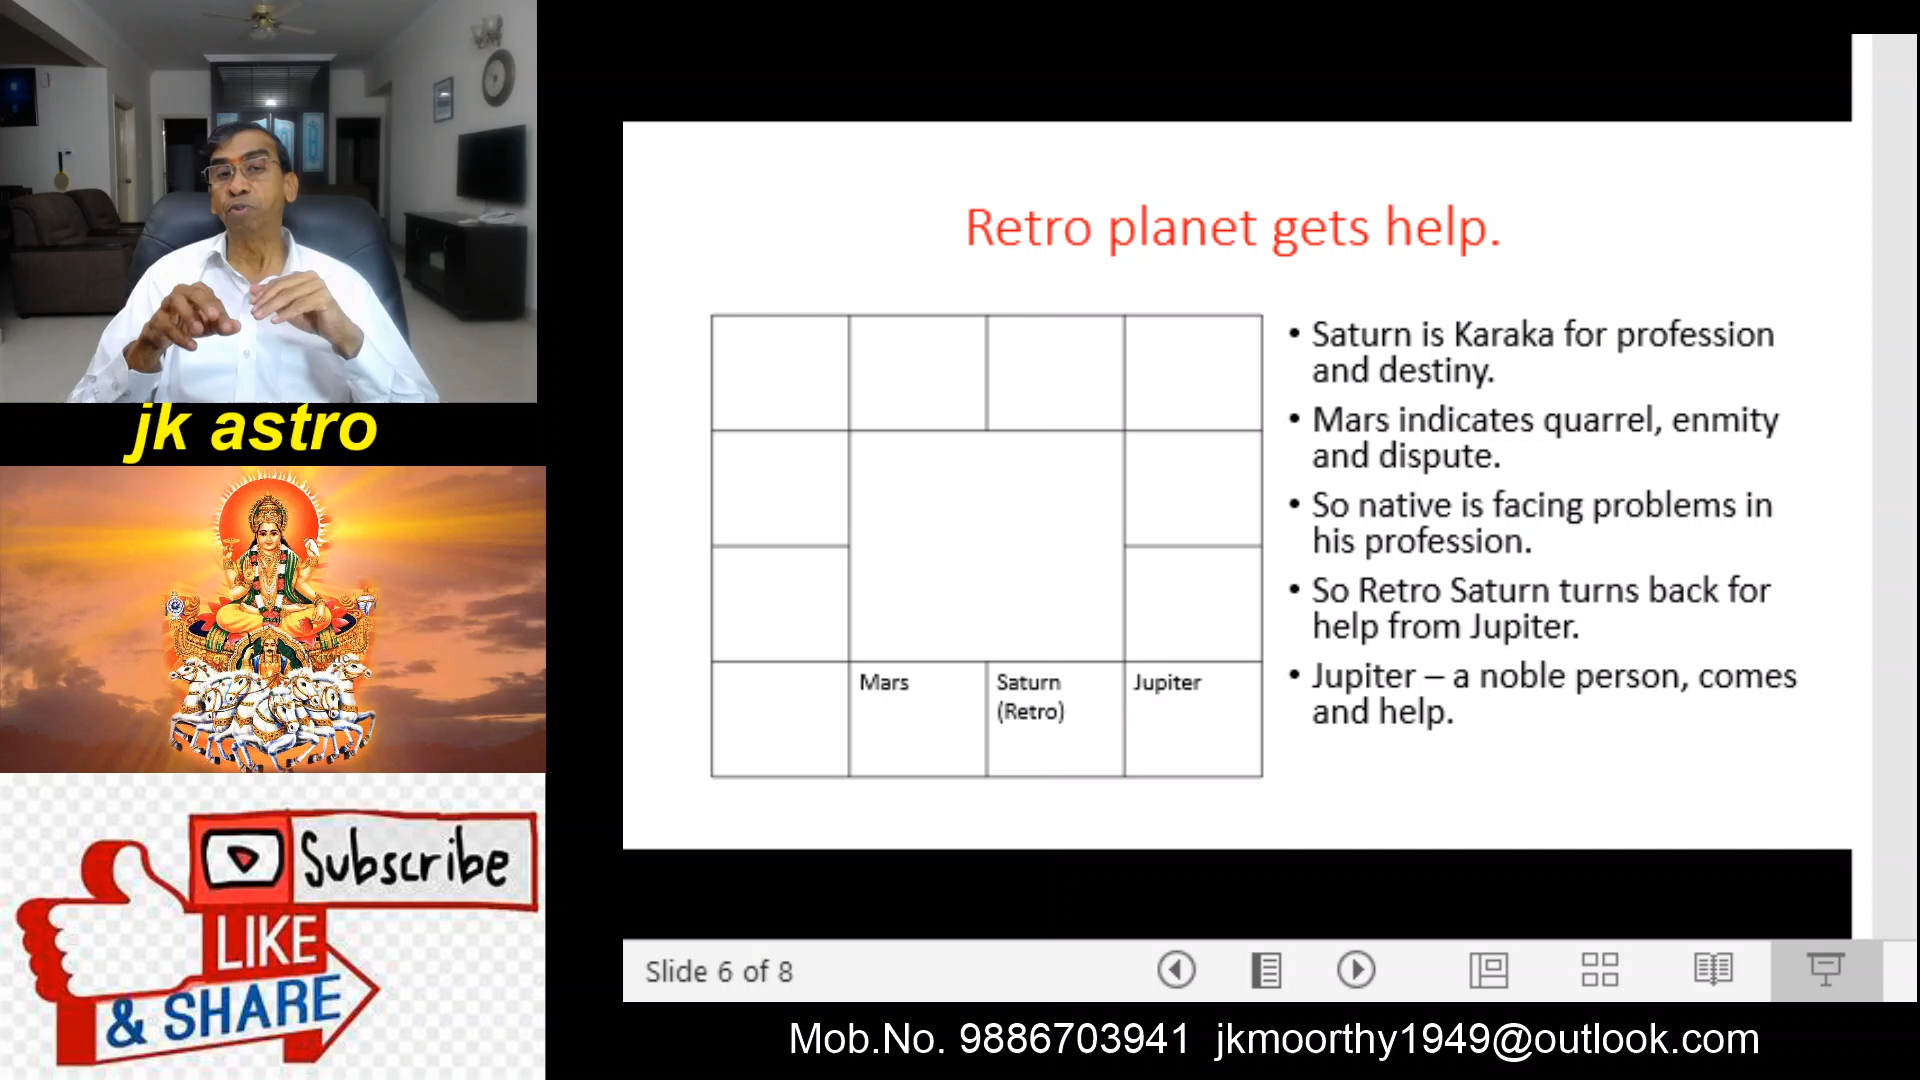 jk astro
Subscribe
LIKE
& SHARE
Retro planet gets help.
Mars
Saturn
(Retro)
Jupiter
• Saturn is Karaka for profession
and destiny.
• Mars indicates quarrel, enmity
and dispute.
• So native is facing problems in
his profession.
• So Retro Saturn turns back for
help from Jupiter.
• Jupiter – a noble person, comes
and help.
Slide 6 of 8
Mob.No. 9886703941 jkmoorthy1949@outlook.com